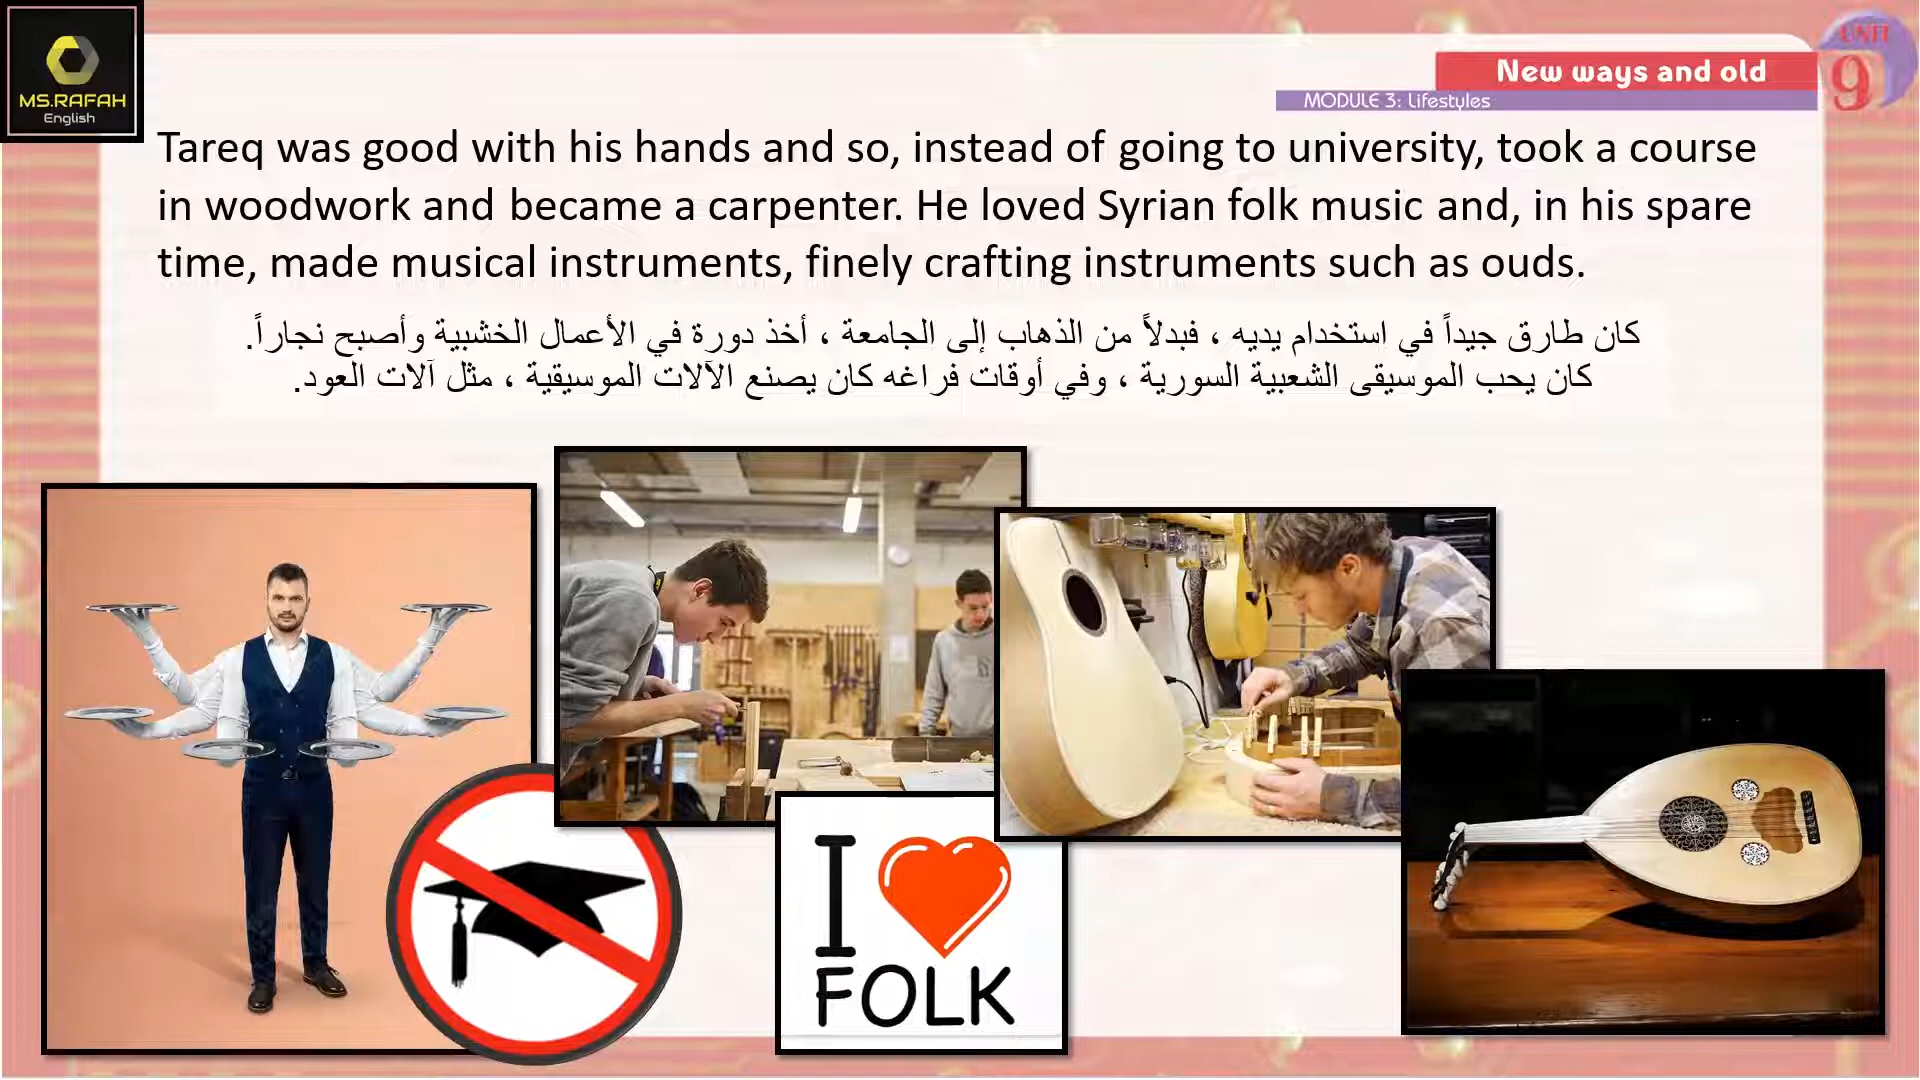 MS.RAFAH
English
UNIT
9
New ways and old
MODULE 3: Lifestyles
Tareq was good with his hands and so, instead of going to university, took a course
in woodwork and became a carpenter. He loved Syrian folk music and, in his spare
time, made musical instruments, finely crafting instruments such as ouds.
كان طارق جيداً في استخدام يديه ، فبدلاً من الذهاب إلى الجامعة ، أخذ دورة في الأعمال الخشبية وأصبح نجاراً.
كان يحب الموسيقى الشعبية السورية ، وفي أوقات فراغه كان يصنع الآلات الموسيقية ، مثل آلات العود.
I
FOLK